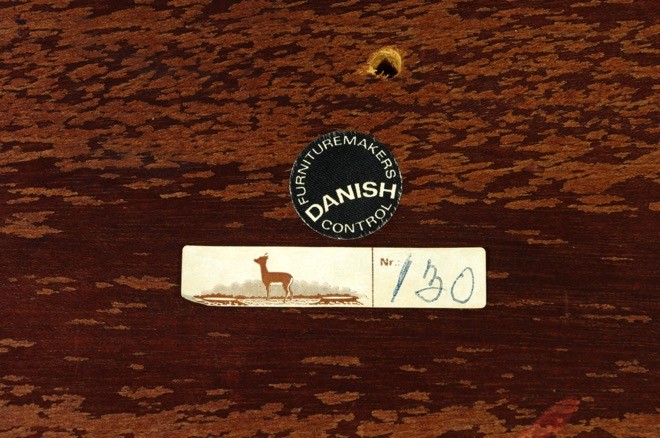 FURNITUREMAKERS
DANISH
CONTROL
Nr.: 130